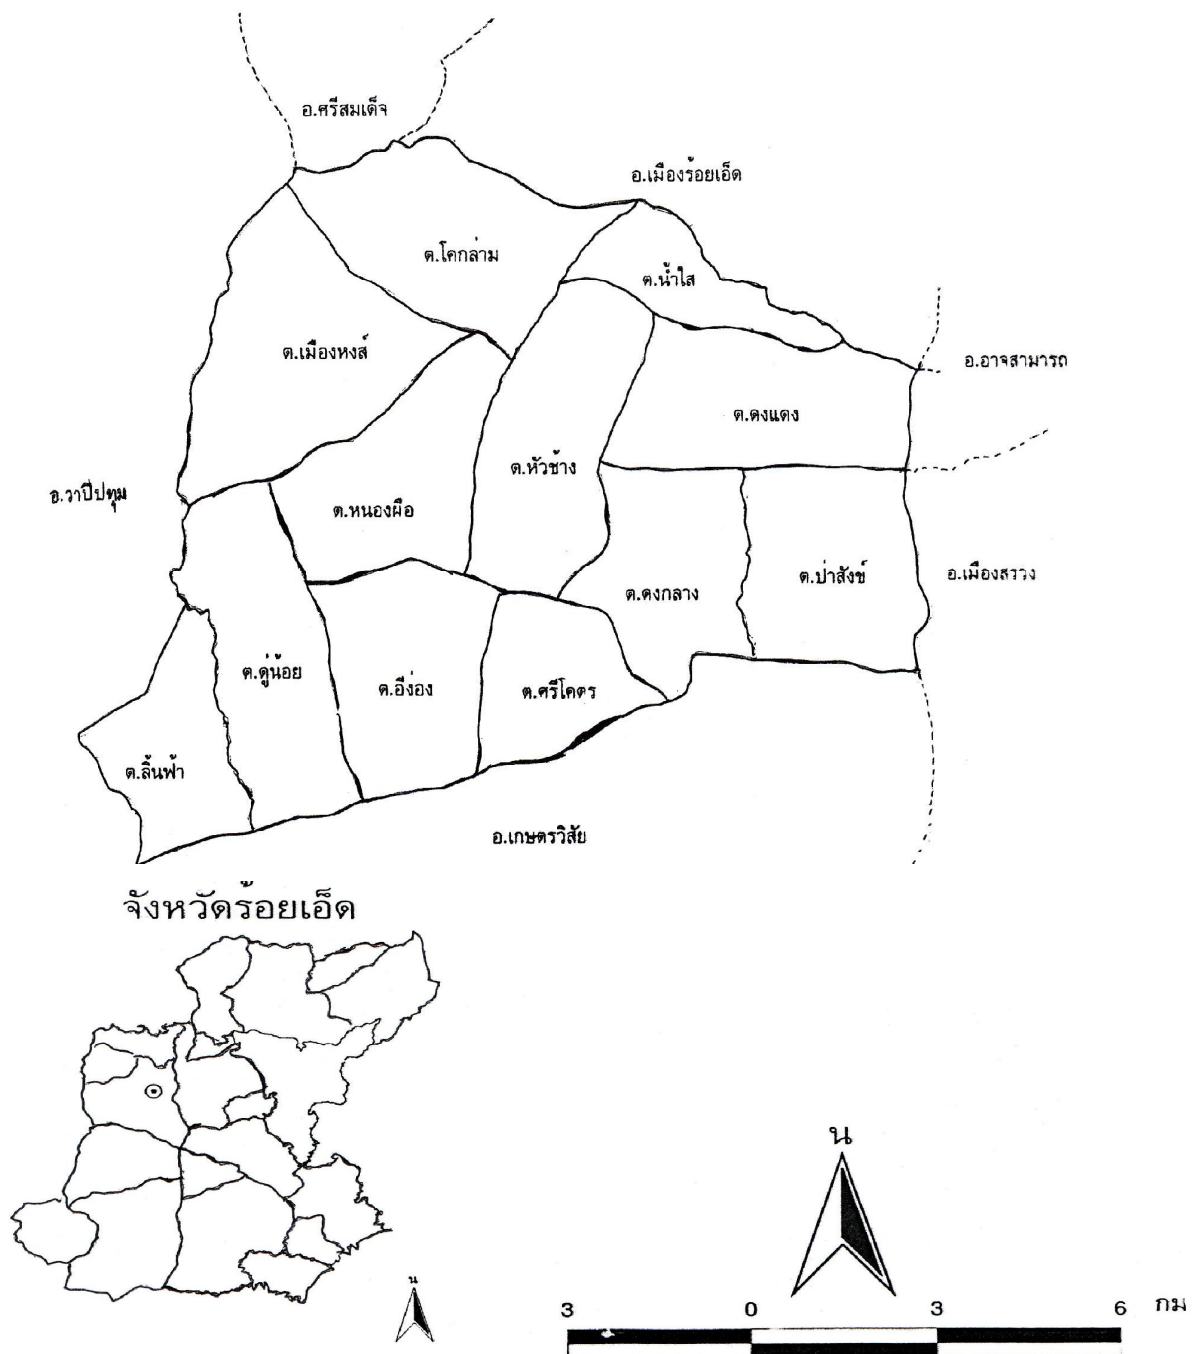 อ.ศรีสมเด็จ
อ.เมืองร้อยเอ็ด
ต.โคกล่าม
ต.น้ำใส
ต.เมืองหงส์
อ.อาจสามารถ
ต.ดงแดง
ต.หัวช้าง
อ.วาปีปทุม
ต.หนองผือ
ต.ป่าสังข์
อ.เมืองสรวง
ต.ดงกลาง
ต.ดู่น้อย
ต.อีง่อง
ต.ศรีโคตร
ต.ลิ้นฟ้า
อ.เกษตรวิสัย
จังหวัดร้อยเอ็ด
น
น
3 0 3 6 กม